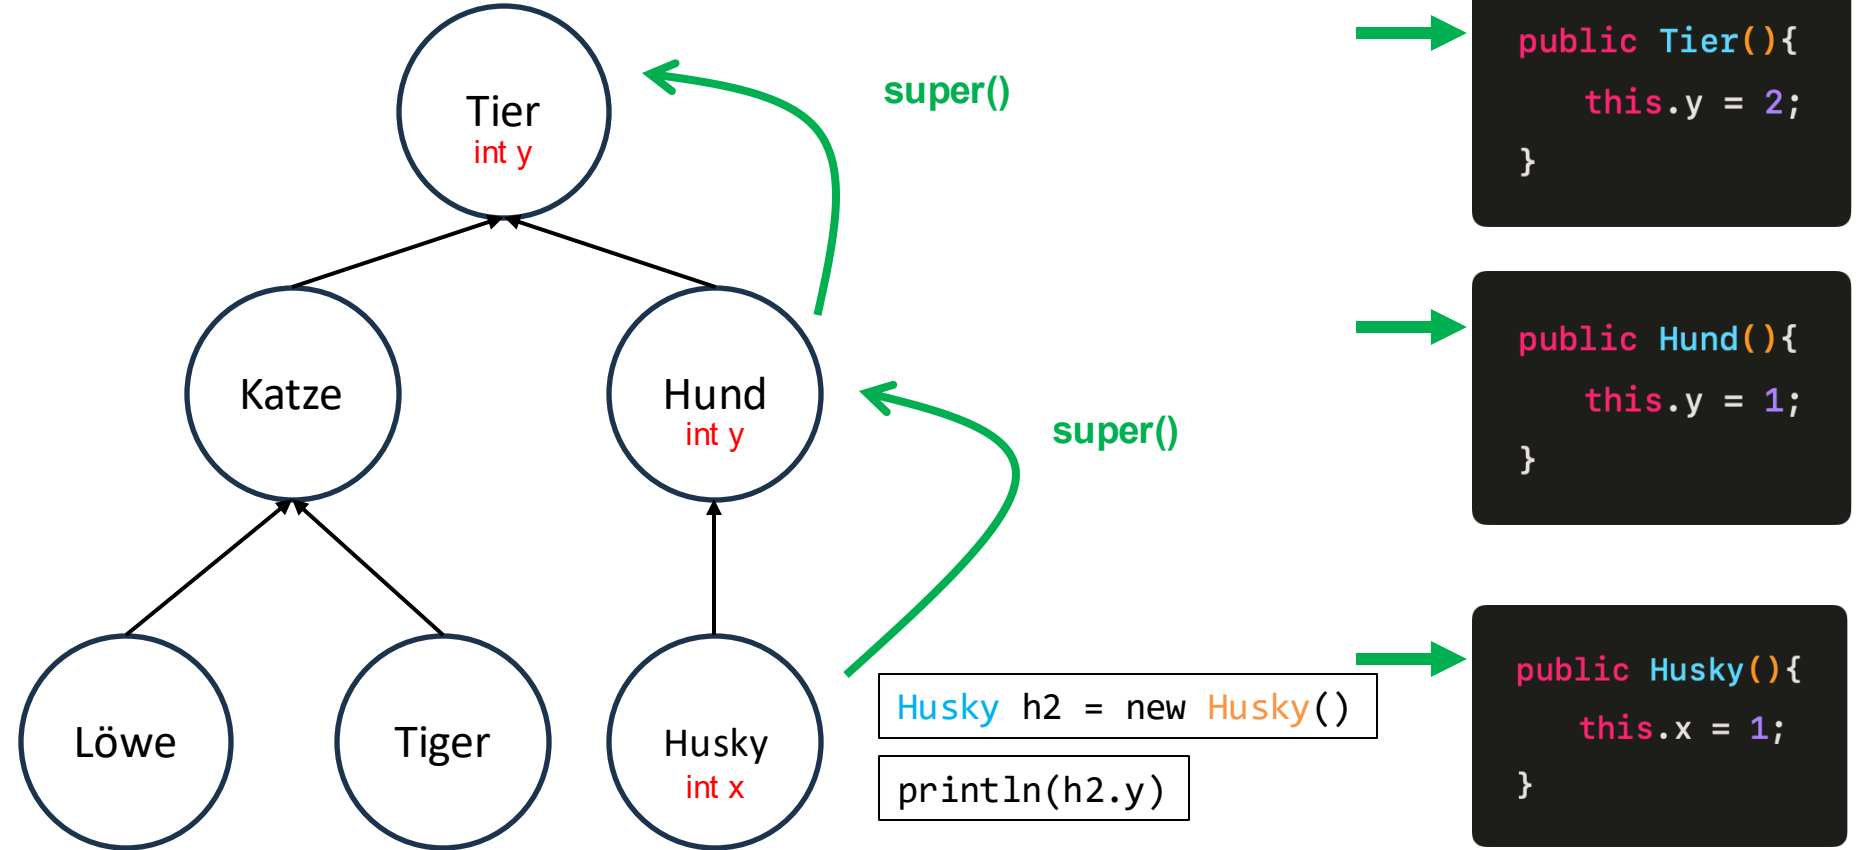 Tier
int y
super()
public Tier(){
this.y = 2;
}
Katze
Hund
int y
super()
public Hund(){
this.y = 1;
}
Löwe
Tiger
Husky
int x
Husky h2 = new Husky()
println(h2.y)
public Husky(){
this.x = 1;
}